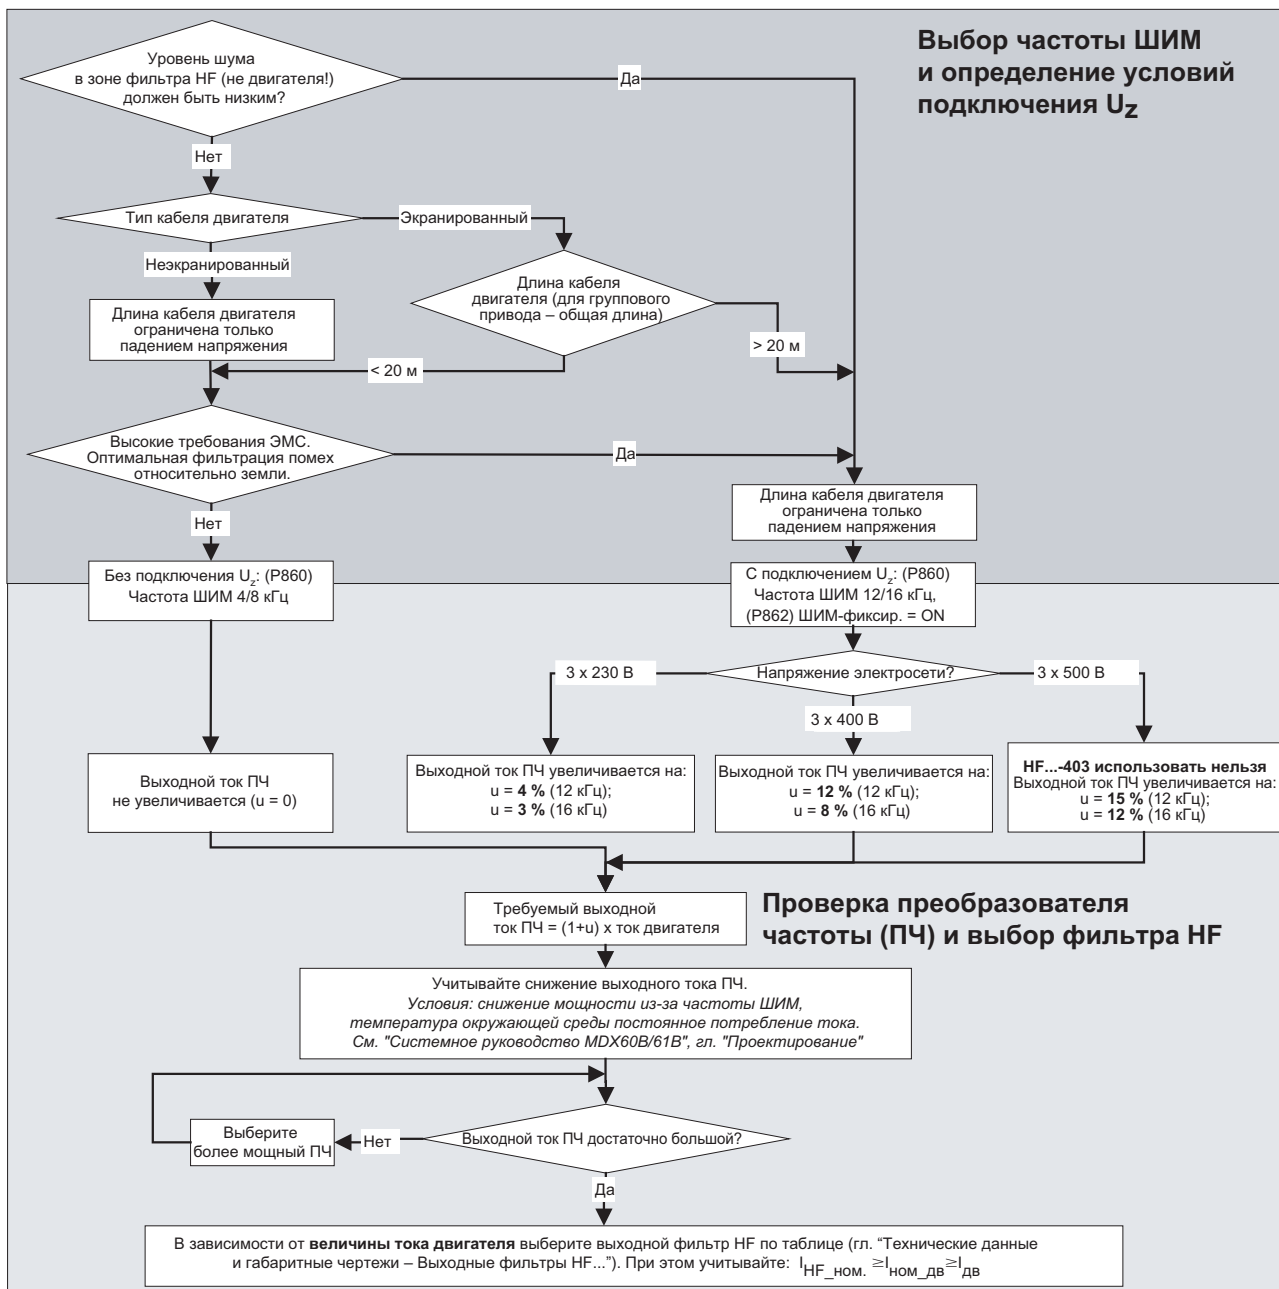 Выбор частоты ШИМ
и определение условий
подключения Uz
Уровень шума
в зоне фильтра HF (не двигателя!)
должен быть низким?
Да
Нет
Тип кабеля двигателя
Экранированный
Неэкранированный
Длина кабеля
двигателя (для группового
привода – общая длина)
Длина кабеля двигателя
ограничена только
падением напряжения
> 20 м
< 20 м
Высокие требования ЭМС.
Оптимальная фильтрация помех
относительно земли.
Да
Нет
Длина кабеля двигателя
ограничена только
падением напряжения
Без подключения Uz: (P860)
Частота ШИМ 4/8 кГц
С подключением Uz: (P860)
Частота ШИМ 12/16 кГц,
(P862) ШИМ-фиксир. = ON
Напряжение электросети?
3 x 230 В
3 x 400 В
3 x 500 В
Выходной ток ПЧ
не увеличивается (u = 0)
Выходной ток ПЧ увеличивается на:
u = 4 % (12 кГц);
u = 3 % (16 кГц)
Выходной ток ПЧ увеличивается на:
u = 12 % (12 кГц);
u = 8 % (16 кГц)
HF...-403 использовать нельзя
Выходной ток ПЧ увеличивается на:
u = 15 % (12 кГц);
u = 12 % (16 кГц)
Требуемый выходной
ток ПЧ = (1+u) x ток двигателя
Проверка преобразователя
частоты (ПЧ) и выбор фильтра HF
Учитывайте снижение выходного тока ПЧ.
Условия: снижение мощности из-за частоты ШИМ,
температура окружающей среды постоянное потребление тока.
См. "Системное руководство MDX60B/61B", гл. "Проектирование"
Выберите
более мощный ПЧ
Нет
Выходной ток ПЧ достаточно большой?
Да
В зависимости от величины тока двигателя выберите выходной фильтр HF по таблице (гл. “Технические данные
и габаритные чертежи – Выходные фильтры HF...”). При этом учитывайте: IHF_ном. ≥Iном_дв≥Iдв